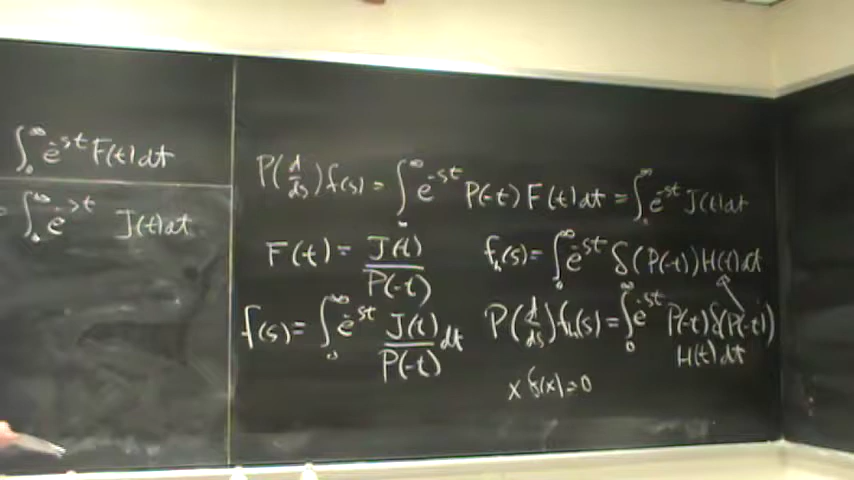 ∫₀^∞ e^{-st} F(t) dt
= ∫₀^∞ e^{-st} J(t) dt
P(d/ds) f(s) = ∫₀^∞ e^{-st} P(-t) F(t) dt = ∫₀^∞ e^{-st} J(t) dt
F(t) = J(t)/P(-t)
f(s) = ∫₀^∞ e^{-st} J(t)/P(-t) dt
f_h(s) = ∫₀^∞ e^{-st} δ(P(-t)) H(t) dt
P(d/ds) f_h(s) = ∫₀^∞ e^{-st} P(-t) δ(P(-t))
H(t) dt
x δ(x) = 0